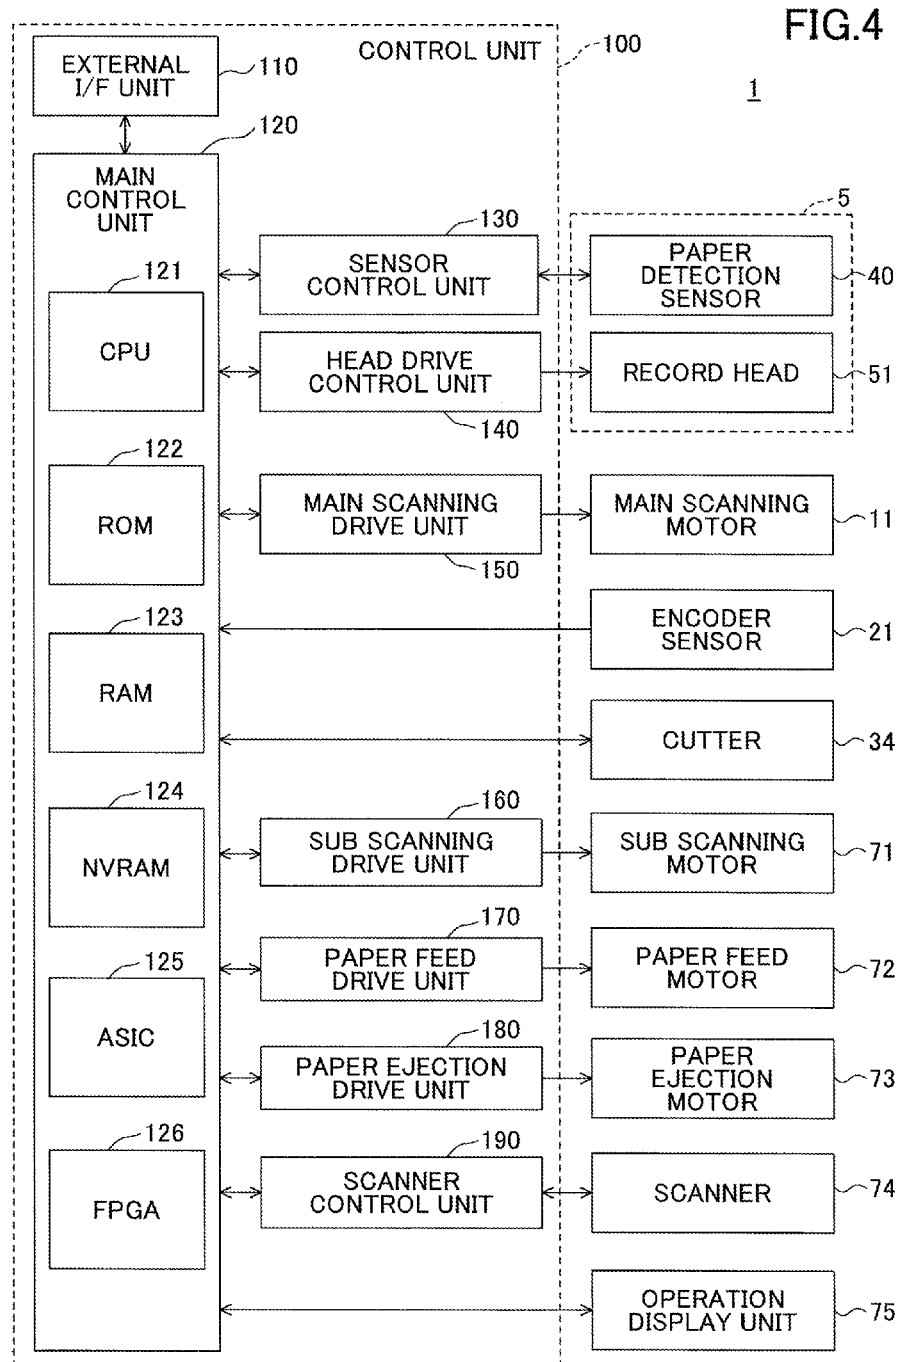 FIG.4
CONTROL UNIT
100
1
EXTERNAL
I/F UNIT
110
120
MAIN
CONTROL
UNIT
121
CPU
122
ROM
123
RAM
124
NVRAM
125
ASIC
126
FPGA
130
SENSOR
CONTROL UNIT
5
PAPER
DETECTION
SENSOR
40
HEAD DRIVE
CONTROL UNIT
140
RECORD HEAD
51
MAIN SCANNING
DRIVE UNIT
150
MAIN SCANNING
MOTOR
11
ENCODER
SENSOR
21
CUTTER
34
160
SUB SCANNING
DRIVE UNIT
SUB SCANNING
MOTOR
71
170
PAPER FEED
DRIVE UNIT
PAPER FEED
MOTOR
72
180
PAPER EJECTION
DRIVE UNIT
PAPER
EJECTION
MOTOR
73
190
SCANNER
CONTROL UNIT
SCANNER
74
OPERATION
DISPLAY UNIT
75